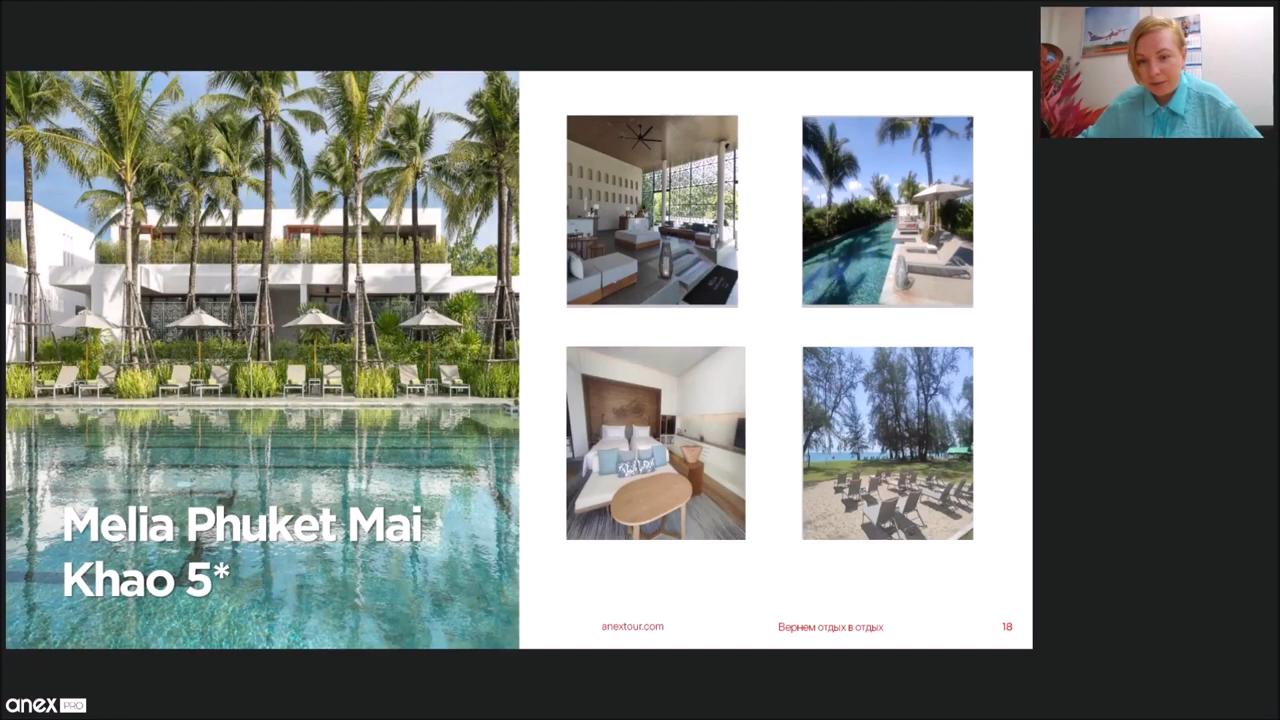 Melia Phuket Mai
Khao 5*
anextour.com
Вернем отдых в отдых
18
anex PRO